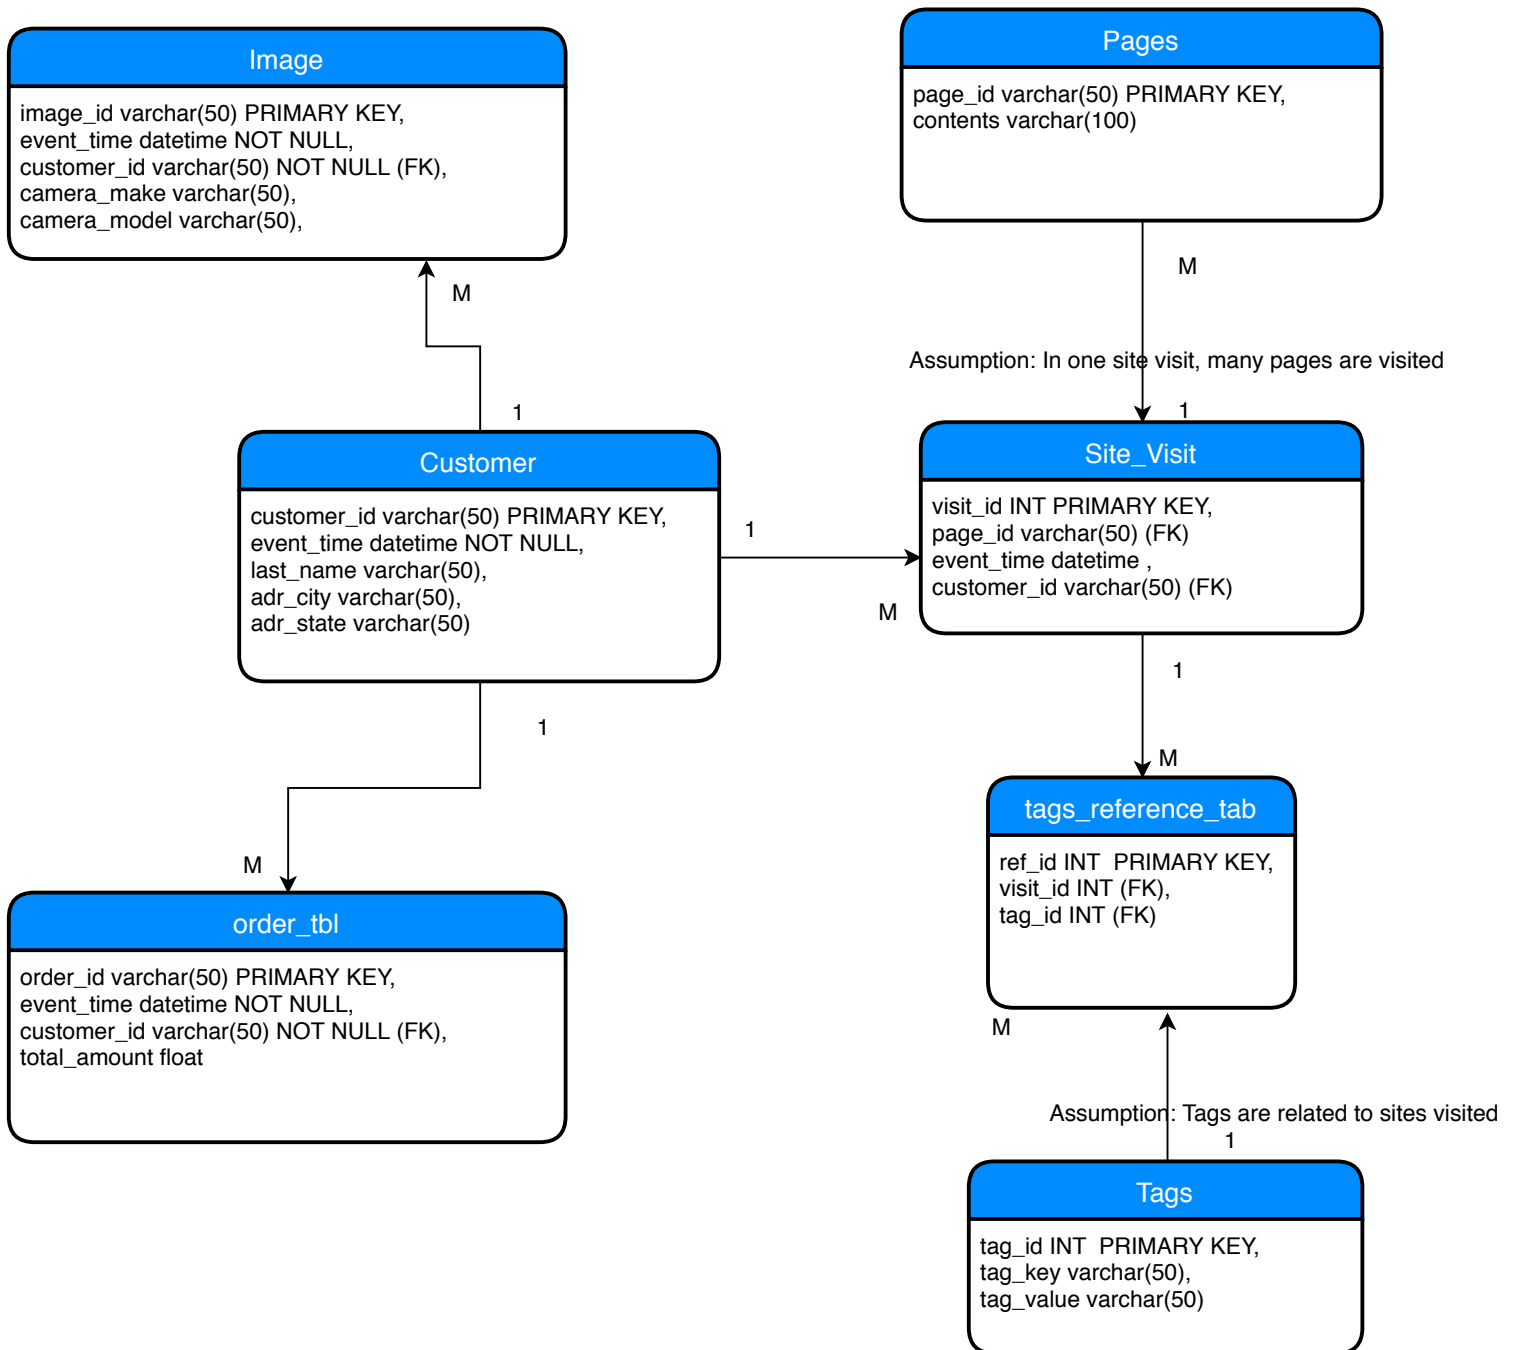 Image
image_id varchar(50) PRIMARY KEY,
event_time datetime NOT NULL,
customer_id varchar(50) NOT NULL (FK),
camera_make varchar(50),
camera_model varchar(50),
M
1
Pages
page_id varchar(50) PRIMARY KEY,
contents varchar(100)
M
Assumption: In one site visit, many pages are visited
1
Customer
customer_id varchar(50) PRIMARY KEY,
event_time datetime NOT NULL,
last_name varchar(50),
adr_city varchar(50),
adr_state varchar(50)
1
M
Site_Visit
visit_id INT PRIMARY KEY,
page_id varchar(50) (FK)
event_time datetime ,
customer_id varchar(50) (FK)
1
M
1
M
order_tbl
order_id varchar(50) PRIMARY KEY,
event_time datetime NOT NULL,
customer_id varchar(50) NOT NULL (FK),
total_amount float
tags_reference_tab
ref_id INT  PRIMARY KEY,
visit_id INT (FK),
tag_id INT (FK)
M
Assumption: Tags are related to sites visited
1
Tags
tag_id INT  PRIMARY KEY,
tag_key varchar(50),
tag_value varchar(50)